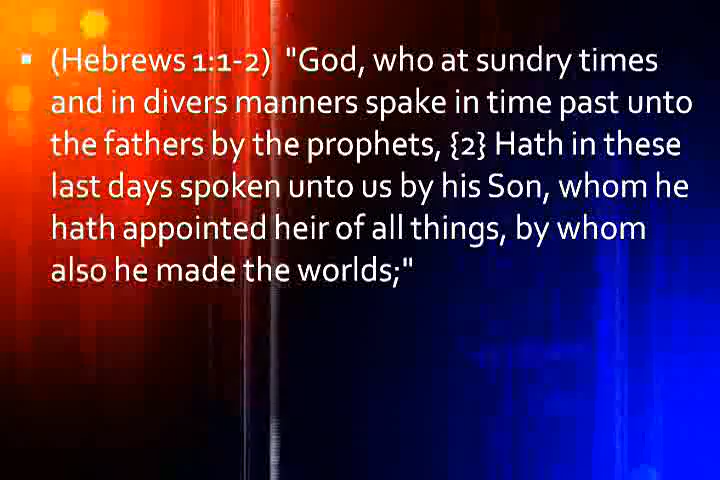 (Hebrews 1:1-2) "God, who at sundry times
and in divers manners spake in time past unto
the fathers by the prophets, {2} Hath in these
last days spoken unto us by his Son, whom he
hath appointed heir of all things, by whom
also he made the worlds;"